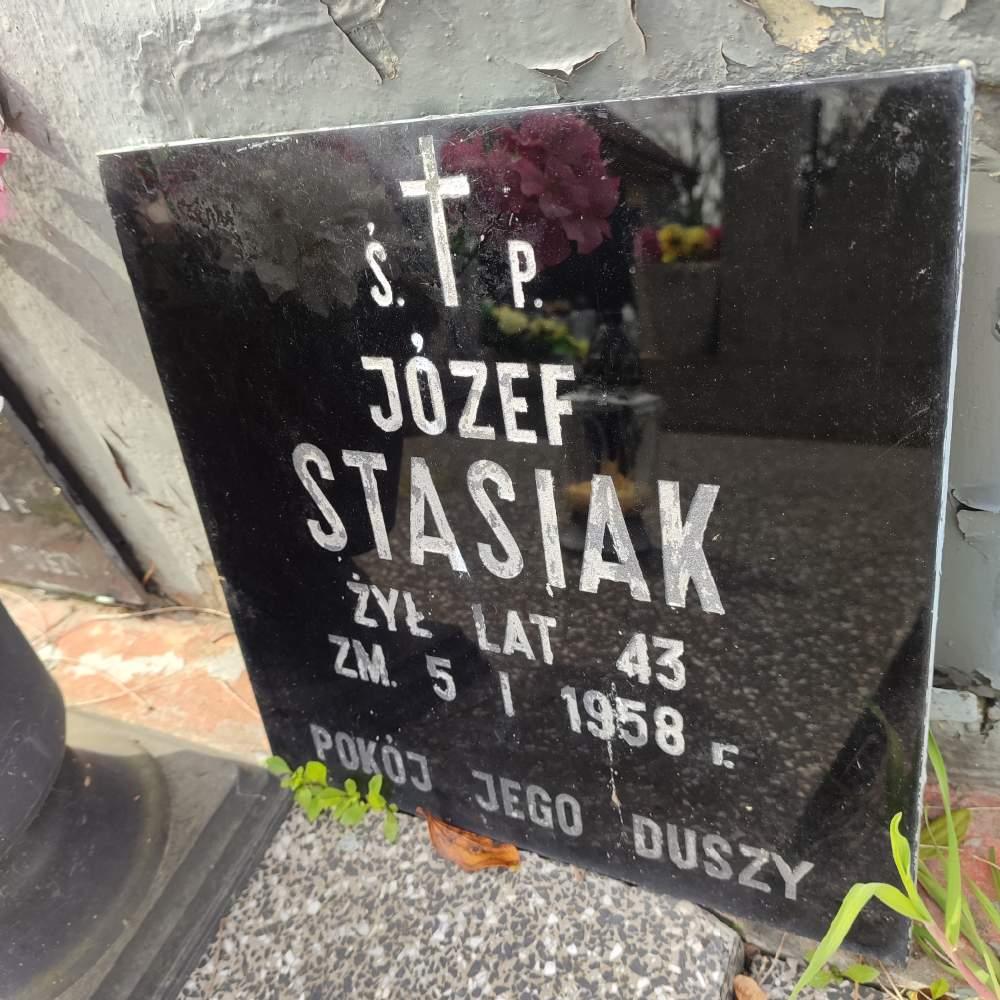 Ś. P.
JÓZEF
STASIAK
ŻYŁ LAT 43
ZM. 5 I 1958 r.
POKÓJ JEGO DUSZY